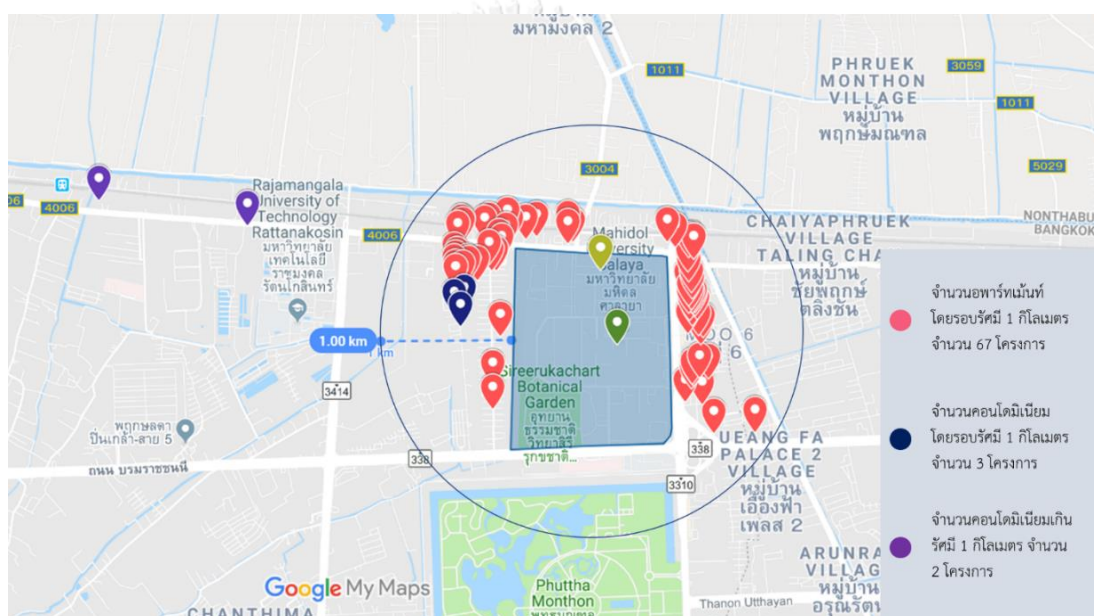 หมู่บ้าน
มหามงคล 2
1011
PHRUEK
MONTHON
VILLAGE
หมู่บ้าน
พฤกษ์มณฑล
3059
1011
5029
3004
4006
4006
Rajamangala
University of
Technology
Rattanakosin
มหาวิทยาลัย
เทคโนโลยี
ราชมงคล
รัตนโกสินทร์
Mahidol
มหาวิทยาลัย
มหิดล
ศาลายา
CHAIYAPHRUEK
VILLAGE
TALING CHA
หมู่บ้าน
ชัยพฤกษ์
ตลิ่งชัน
NONTHABU
BANGKOK
1.00 km
1 km
6
Sireerukachart
Botanical
Garden
อุทยาน
ธรรมชาติ
วิทยาสิรี
รุกขชาติ...
3414
พฤกษลดา
ปิ่นเกล้า-สาย 5
ถนน บรมราชชนนี
338
338
3310
UEANG FA
PALACE 2
VILLAGE
หมู่บ้าน
เอื้องฟ้า
เพลส 2
ARUNRA
VILLAG
หมู่บ้าน
อรุณรัตน
Phuttha
Monthon
Thanon Utthayan
CHANTHIMA
Google My Maps
จำนวนอพาร์ทเม้นท์
โดยรอบรัศมี 1 กิโลเมตร
จำนวน 67 โครงการ
จำนวนคอนโดมิเนียม
โดยรอบรัศมี 1 กิโลเมตร
จำนวน 3 โครงการ
จำนวนคอนโดมิเนียมเกิน
รัศมี 1 กิโลเมตร จำนวน
2 โครงการ